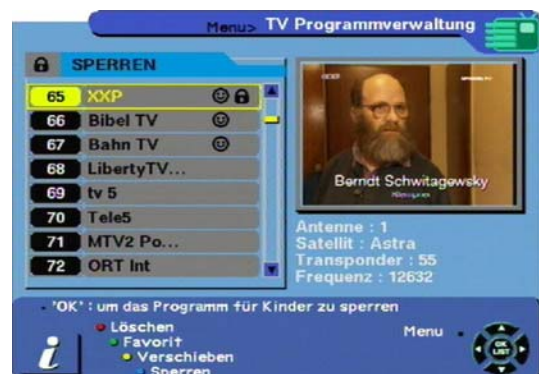 Menu> TV Programmverwaltung
SPERREN
65 XXP
66 Bibel TV
67 Bahn TV
68 LibertyTV...
69 tv 5
70 Tele5
71 MTV2 Po...
72 ORT Int
Berndt Schwitagewsky
Antenne : 1
Satellit : Astra
Transponder : 55
Frequenz : 12632
'OK' : um das Programm für Kinder zu sperren
Löschen
Favorit
Verschieben
Sperren
Menu
OK
LIST
i